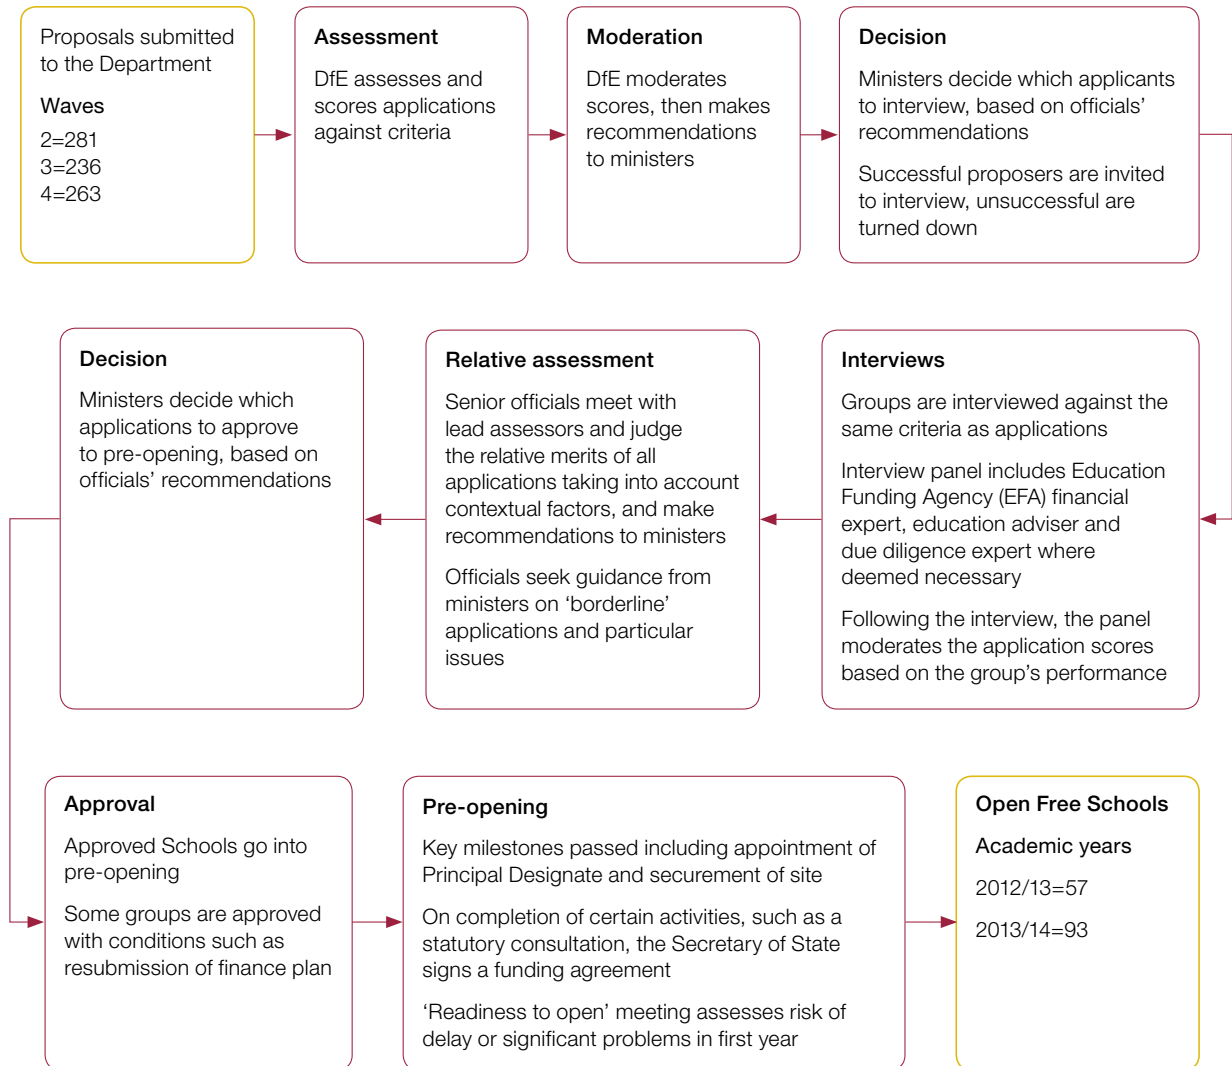 Proposals submitted
to the Department
Waves
2=281
3=236
4=263
Assessment
DfE assesses and
scores applications
against criteria
Moderation
DfE moderates
scores, then makes
recommendations
to ministers
Decision
Ministers decide which applicants
to interview, based on officials’
recommendations
Successful proposers are invited
to interview, unsuccessful are
turned down
Interviews
Groups are interviewed against the
same criteria as applications
Interview panel includes Education
Funding Agency (EFA) financial
expert, education adviser and
due diligence expert where
deemed necessary
Following the interview, the panel
moderates the application scores
based on the group’s performance
Relative assessment
Senior officials meet with
lead assessors and judge
the relative merits of all
applications taking into account
contextual factors, and make
recommendations to ministers
Officials seek guidance from
ministers on ‘borderline’
applications and particular
issues
Decision
Ministers decide which
applications to approve
to pre-opening, based on
officials’ recommendations
Approval
Approved Schools go into
pre-opening
Some groups are approved
with conditions such as
resubmission of finance plan
Pre-opening
Key milestones passed including appointment of
Principal Designate and securement of site
On completion of certain activities, such as a
statutory consultation, the Secretary of State
signs a funding agreement
‘Readiness to open’ meeting assesses risk of
delay or significant problems in first year
Open Free Schools
Academic years
2012/13=57
2013/14=93